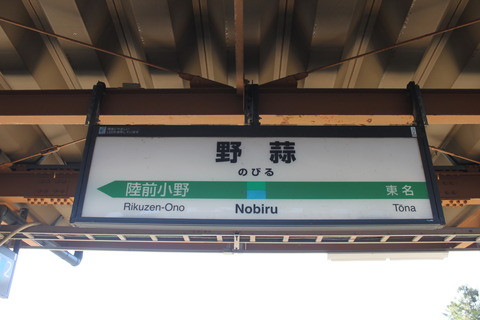 野蒜
のびる
陸前小野 東名
Rikuzen-Ono Nobiru Tōna